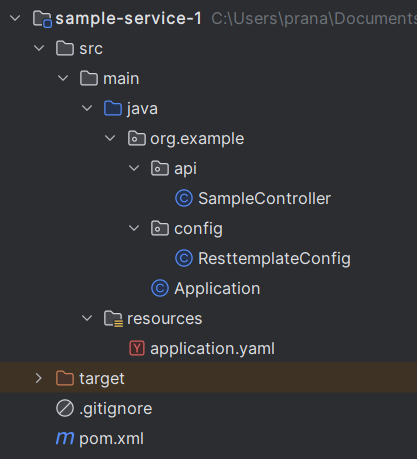 sample-service-1 C:\Users\prana\Documents
src
main
java
org.example
api
SampleController
config
ResttemplateConfig
Application
resources
application.yaml
target
.gitignore
pom.xml